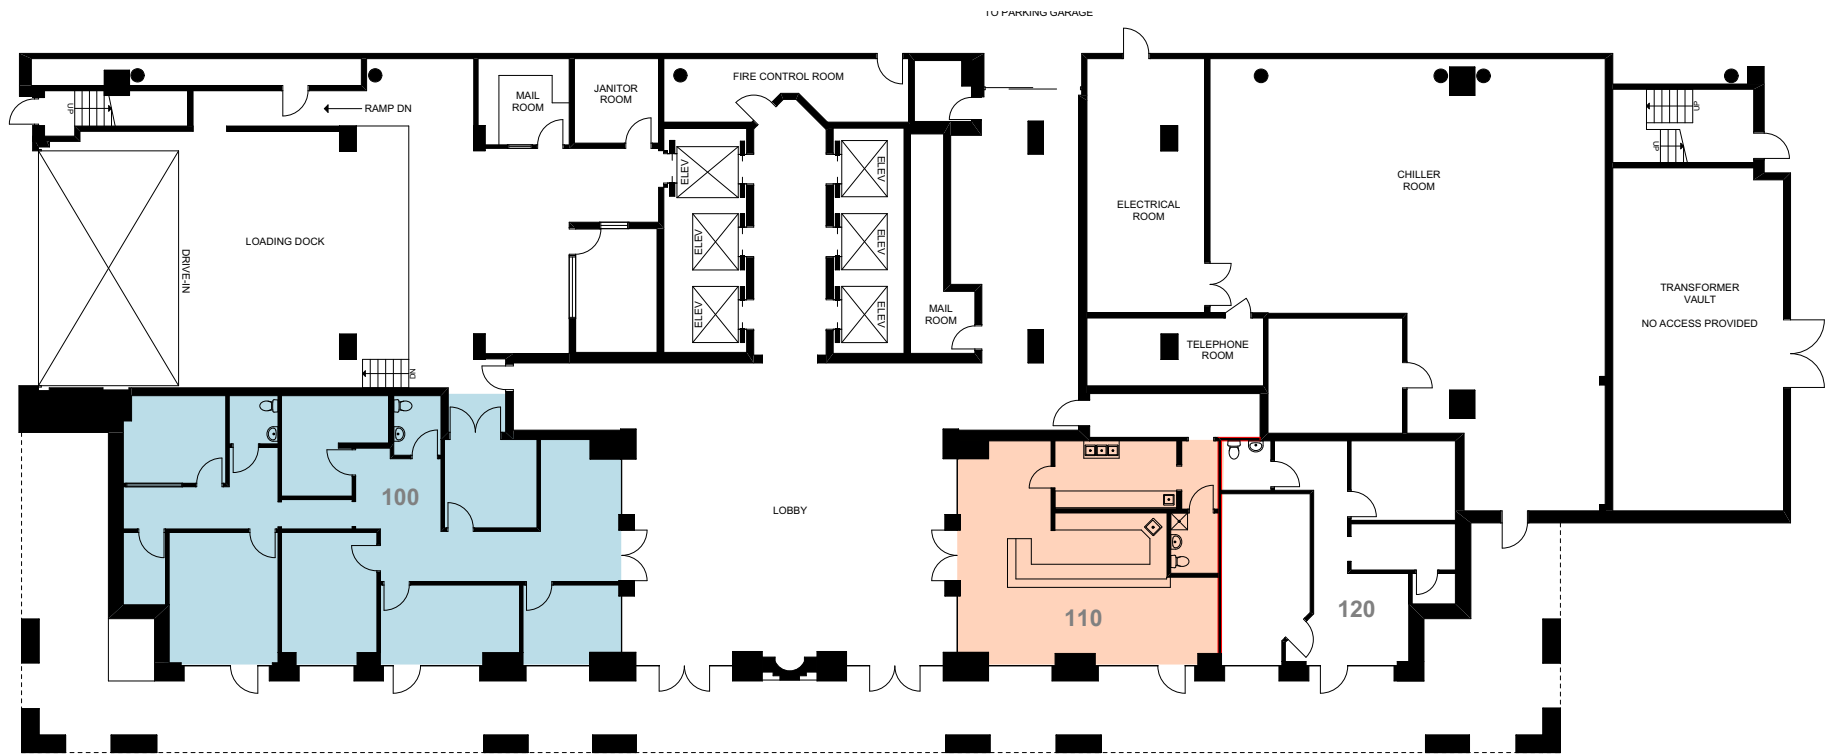 TO PARKING GARAGE
FIRE CONTROL ROOM
MAIL
ROOM
JANITOR
ROOM
UP
RAMP DN
UP
UP
ELEV
ELEV
CHILLER
ROOM
ELECTRICAL
ROOM
LOADING DOCK
DRIVE-IN
ELEV
ELEV
TRANSFORMER
VAULT
NO ACCESS PROVIDED
ELEV
ELEV
MAIL
ROOM
TELEPHONE
ROOM
DN
100
LOBBY
110
120